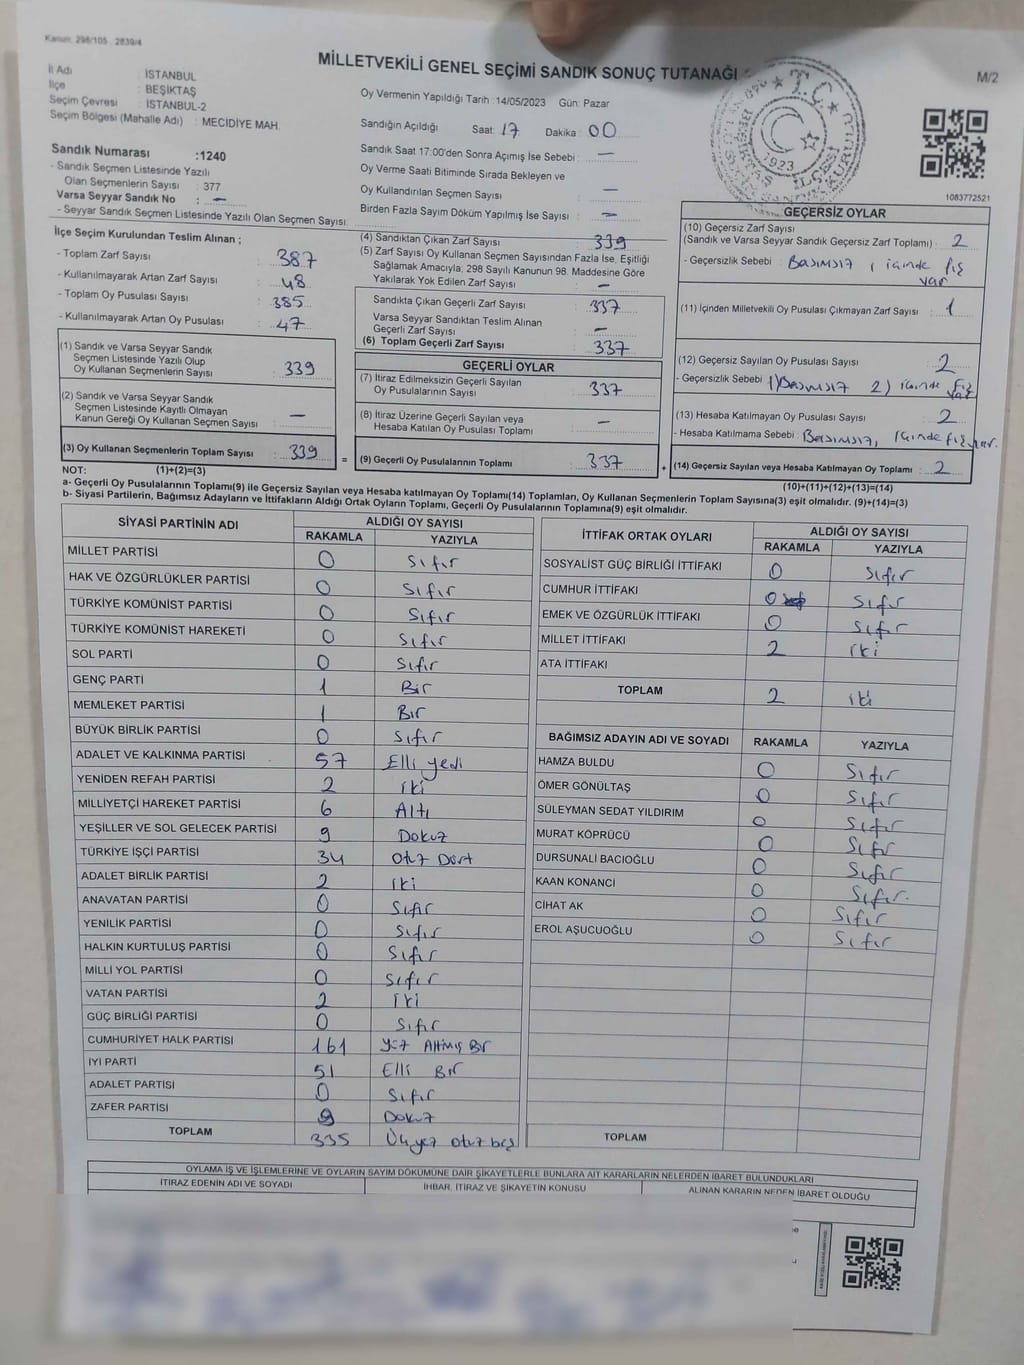 Kanun: 298/105 2839/4
MİLLETVEKİLİ GENEL SEÇİMİ SANDIK SONUÇ TUTANAĞI
M/2
İl Adı : İSTANBUL
İlçe : BEŞİKTAŞ
Seçim Çevresi : İSTANBUL-2
Seçim Bölgesi (Mahalle Adı) : MECİDİYE MAH.
Sandık Numarası :1240
- Sandık Seçmen Listesinde Yazılı
Olan Seçmenlerin Sayısı : 377
Varsa Seyyar Sandık No : -
- Seyyar Sandık Seçmen Listesinde Yazılı Olan Seçmen Sayısı:
Oy Vermenin Yapıldığı Tarih :14/05/2023 Gün: Pazar
Sandığın Açıldığı Saat: 17 Dakika: 00
Sandık Saat 17:00'den Sonra Açımış İse Sebebi : -
Oy Verme Saati Bitiminde Sırada Bekleyen ve
Oy Kullandırılan Seçmen Sayısı : -
Birden Fazla Sayım Döküm Yapılmış İse Sayısı : -
T.C.
1923
1083772521
İlçe Seçim Kurulundan Teslim Alınan ;
- Toplam Zarf Sayısı : 387
- Kullanılmayarak Artan Zarf Sayısı : 48
- Toplam Oy Pusulası Sayısı : 385
- Kullanılmayarak Artan Oy Pusulası : 47
(1) Sandık ve Varsa Seyyar Sandık
Seçmen Listesinde Yazılı Olup
Oy Kullanan Seçmenlerin Sayısı : 339
(2) Sandık ve Varsa Seyyar Sandık
Seçmen Listesinde Kayıtlı Olmayan
Kanun Gereği Oy Kullanan Seçmen Sayısı : -
(3) Oy Kullanan Seçmenlerin Toplam Sayısı : 339 =
(4) Sandıktan Çıkan Zarf Sayısı : 339
(5) Zarf Sayısı Oy Kullanan Seçmen Sayısından Fazla İse, Eşitliği
Sağlamak Amacıyla, 298 Sayılı Kanunun 98. Maddesine Göre
Yakılarak Yok Edilen Zarf Sayısı : -
Sandıkta Çıkan Geçerli Zarf Sayısı : 337
Varsa Seyyar Sandıktan Teslim Alınan
Geçerli Zarf Sayısı : -
(6) Toplam Geçerli Zarf Sayısı : 337
GEÇERLİ OYLAR
(7) İtiraz Edilmeksizin Geçerli Sayılan
Oy Pusulalarının Sayısı : 337
(8) İtiraz Üzerine Geçerli Sayılan veya
Hesaba Katılan Oy Pusulası Toplamı : -
(9) Geçerli Oy Pusulalarının Toplamı : 337 +
GEÇERSİZ OYLAR
(10) Geçersiz Zarf Sayısı
(Sandık ve Varsa Seyyar Sandık Geçersiz Zarf Toplamı) : 2
- Geçersizlik Sebebi : Basımsız, içinde fiş
var
(11) İçinden Milletvekili Oy Pusulası Çıkmayan Zarf Sayısı : 1
(12) Geçersiz Sayılan Oy Pusulası Sayısı : 2
- Geçersizlik Sebebi 1) Basımsız 2) içinde fiş
var
(13) Hesaba Katılmayan Oy Pusulası Sayısı : 2
- Hesaba Katılmama Sebebi Basımsız, içinde fiş var.
(14) Geçersiz Sayılan veya Hesaba Katılmayan Oy Toplamı : 2
NOT: (1)+(2)=(3)
(10)+(11)+(12)+(13)=(14)
a- Geçerli Oy Pusulalarının Toplamı(9) ile Geçersiz Sayılan veya Hesaba katılmayan Oy Toplamı(14) Toplamları, Oy Kullanan Seçmenlerin Toplam Sayısına(3) eşit olmalıdır. (9)+(14)=(3)
b- Siyasi Partilerin, Bağımsız Adayların ve İttifakların Aldığı Ortak Oyların Toplamı, Geçerli Oy Pusulalarının Toplamına(9) eşit olmalıdır.
SİYASİ PARTİNİN ADI ALDIĞI OY SAYISI
RAKAMLA YAZIYLA
MİLLET PARTİSİ 0 Sıfır
HAK VE ÖZGÜRLÜKLER PARTİSİ 0 Sıfır
TÜRKİYE KOMÜNİST PARTİSİ 0 Sıfır
TÜRKİYE KOMÜNİST HAREKETİ 0 Sıfır
SOL PARTİ 0 Sıfır
GENÇ PARTİ 1 Bir
MEMLEKET PARTİSİ 1 Bir
BÜYÜK BİRLİK PARTİSİ 0 Sıfır
ADALET VE KALKINMA PARTİSİ 57 Elli yedi
YENİDEN REFAH PARTİSİ 2 iki
MİLLİYETÇİ HAREKET PARTİSİ 6 Altı
YEŞİLLER VE SOL GELECEK PARTİSİ 9 Dokuz
TÜRKİYE İŞÇİ PARTİSİ 34 Otuz Dört
ADALET BİRLİK PARTİSİ 2 iki
ANAVATAN PARTİSİ 0 Sıfır
YENİLİK PARTİSİ 0 Sıfır
HALKIN KURTULUŞ PARTİSİ 0 Sıfır
MİLLİ YOL PARTİSİ 0 Sıfır
VATAN PARTİSİ 2 iki
GÜÇ BİRLİĞİ PARTİSİ 0 Sıfır
CUMHURİYET HALK PARTİSİ 161 Yüz Altmış Bir
İYİ PARTİ 51 Elli Bir
ADALET PARTİSİ 0 Sıfır
ZAFER PARTİSİ 9 Dokuz
TOPLAM 335 Üçyüz otuz beş
İTTİFAK ORTAK OYLARI ALDIĞI OY SAYISI
RAKAMLA YAZIYLA
SOSYALİST GÜÇ BİRLİĞİ İTTİFAKI 0 Sıfır
CUMHUR İTTİFAKI 0 Sıfır
EMEK VE ÖZGÜRLÜK İTTİFAKI 0 Sıfır
MİLLET İTTİFAKI 2 iki
ATA İTTİFAKI
TOPLAM 2 iki
BAĞIMSIZ ADAYIN ADI VE SOYADI RAKAMLA YAZIYLA
HAMZA BULDU 0 Sıfır
ÖMER GÖNÜLTAŞ 0 Sıfır
SÜLEYMAN SEDAT YILDIRIM 0 Sıfır
MURAT KÖPRÜCÜ 0 Sıfır
DURSUNALİ BACIOĞLU 0 Sıfır
KAAN KONANCİ 0 Sıfır.
CİHAT AK 0 Sıfır
EROL AŞUCUOĞLU 0 Sıfır
TOPLAM
OYLAMA İŞ VE İŞLEMLERİNE VE OYLARIN SAYIM DÖKÜMÜNE DAİR ŞİKAYETLERLE BUNLARA AİT KARARLARIN NELERDEN İBARET BULUNDUKLARI
İTİRAZ EDENİN ADI VE SOYADI İHBAR, İTİRAZ VE ŞİKAYETİN KONUSU ALINAN KARARIN NEDEN İBARET OLDUĞU